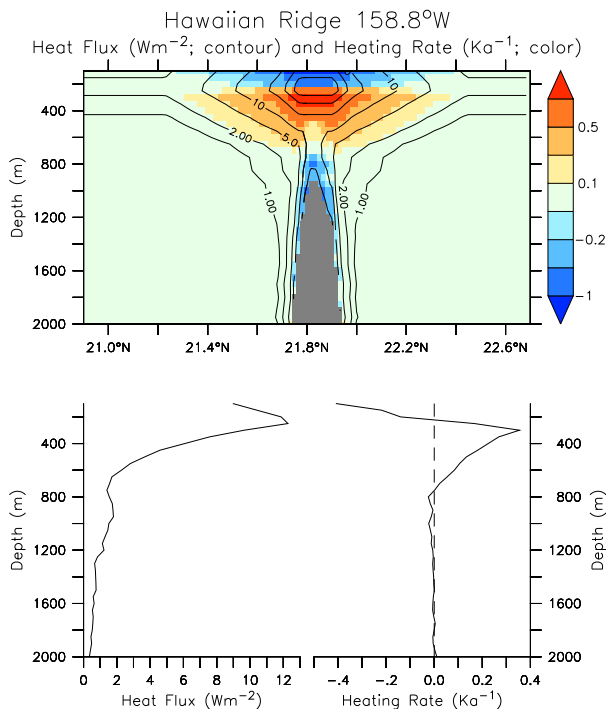 Hawaiian Ridge 158.8°W
Heat Flux (Wm⁻²; contour) and Heating Rate (Ka⁻¹; color)
10
10
5.0
2.00
2.00
1.00
1.00
400
800
1200
1600
2000
Depth (m)
21.0°N 21.4°N 21.8°N 22.2°N 22.6°N
0.5
0.1
-0.2
-1
400
800
1200
1600
2000
Depth (m)
0 2 4 6 8 10 12
Heat Flux (Wm⁻²)
-.4 -.2 0.0 0.2 0.4
Heating Rate (Ka⁻¹)
400
800
1200
1600
2000
Depth (m)